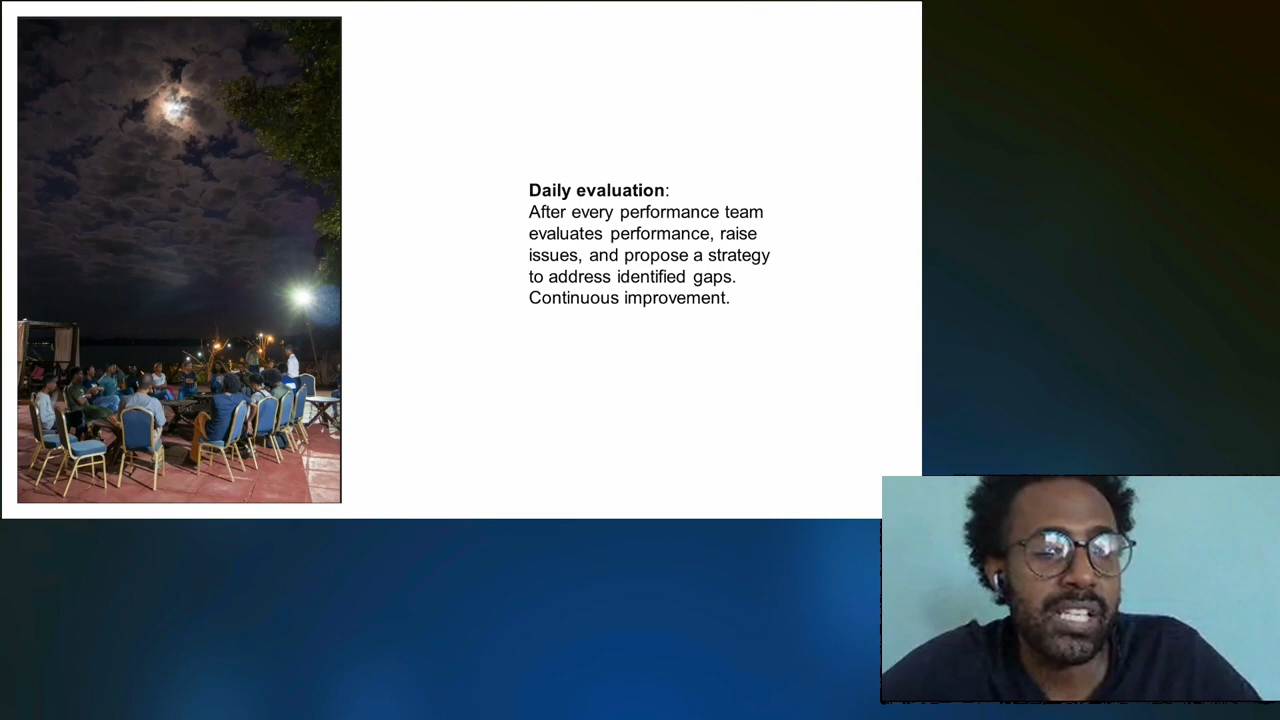 Daily evaluation:
After every performance team
evaluates performance, raise
issues, and propose a strategy
to address identified gaps.
Continuous improvement.